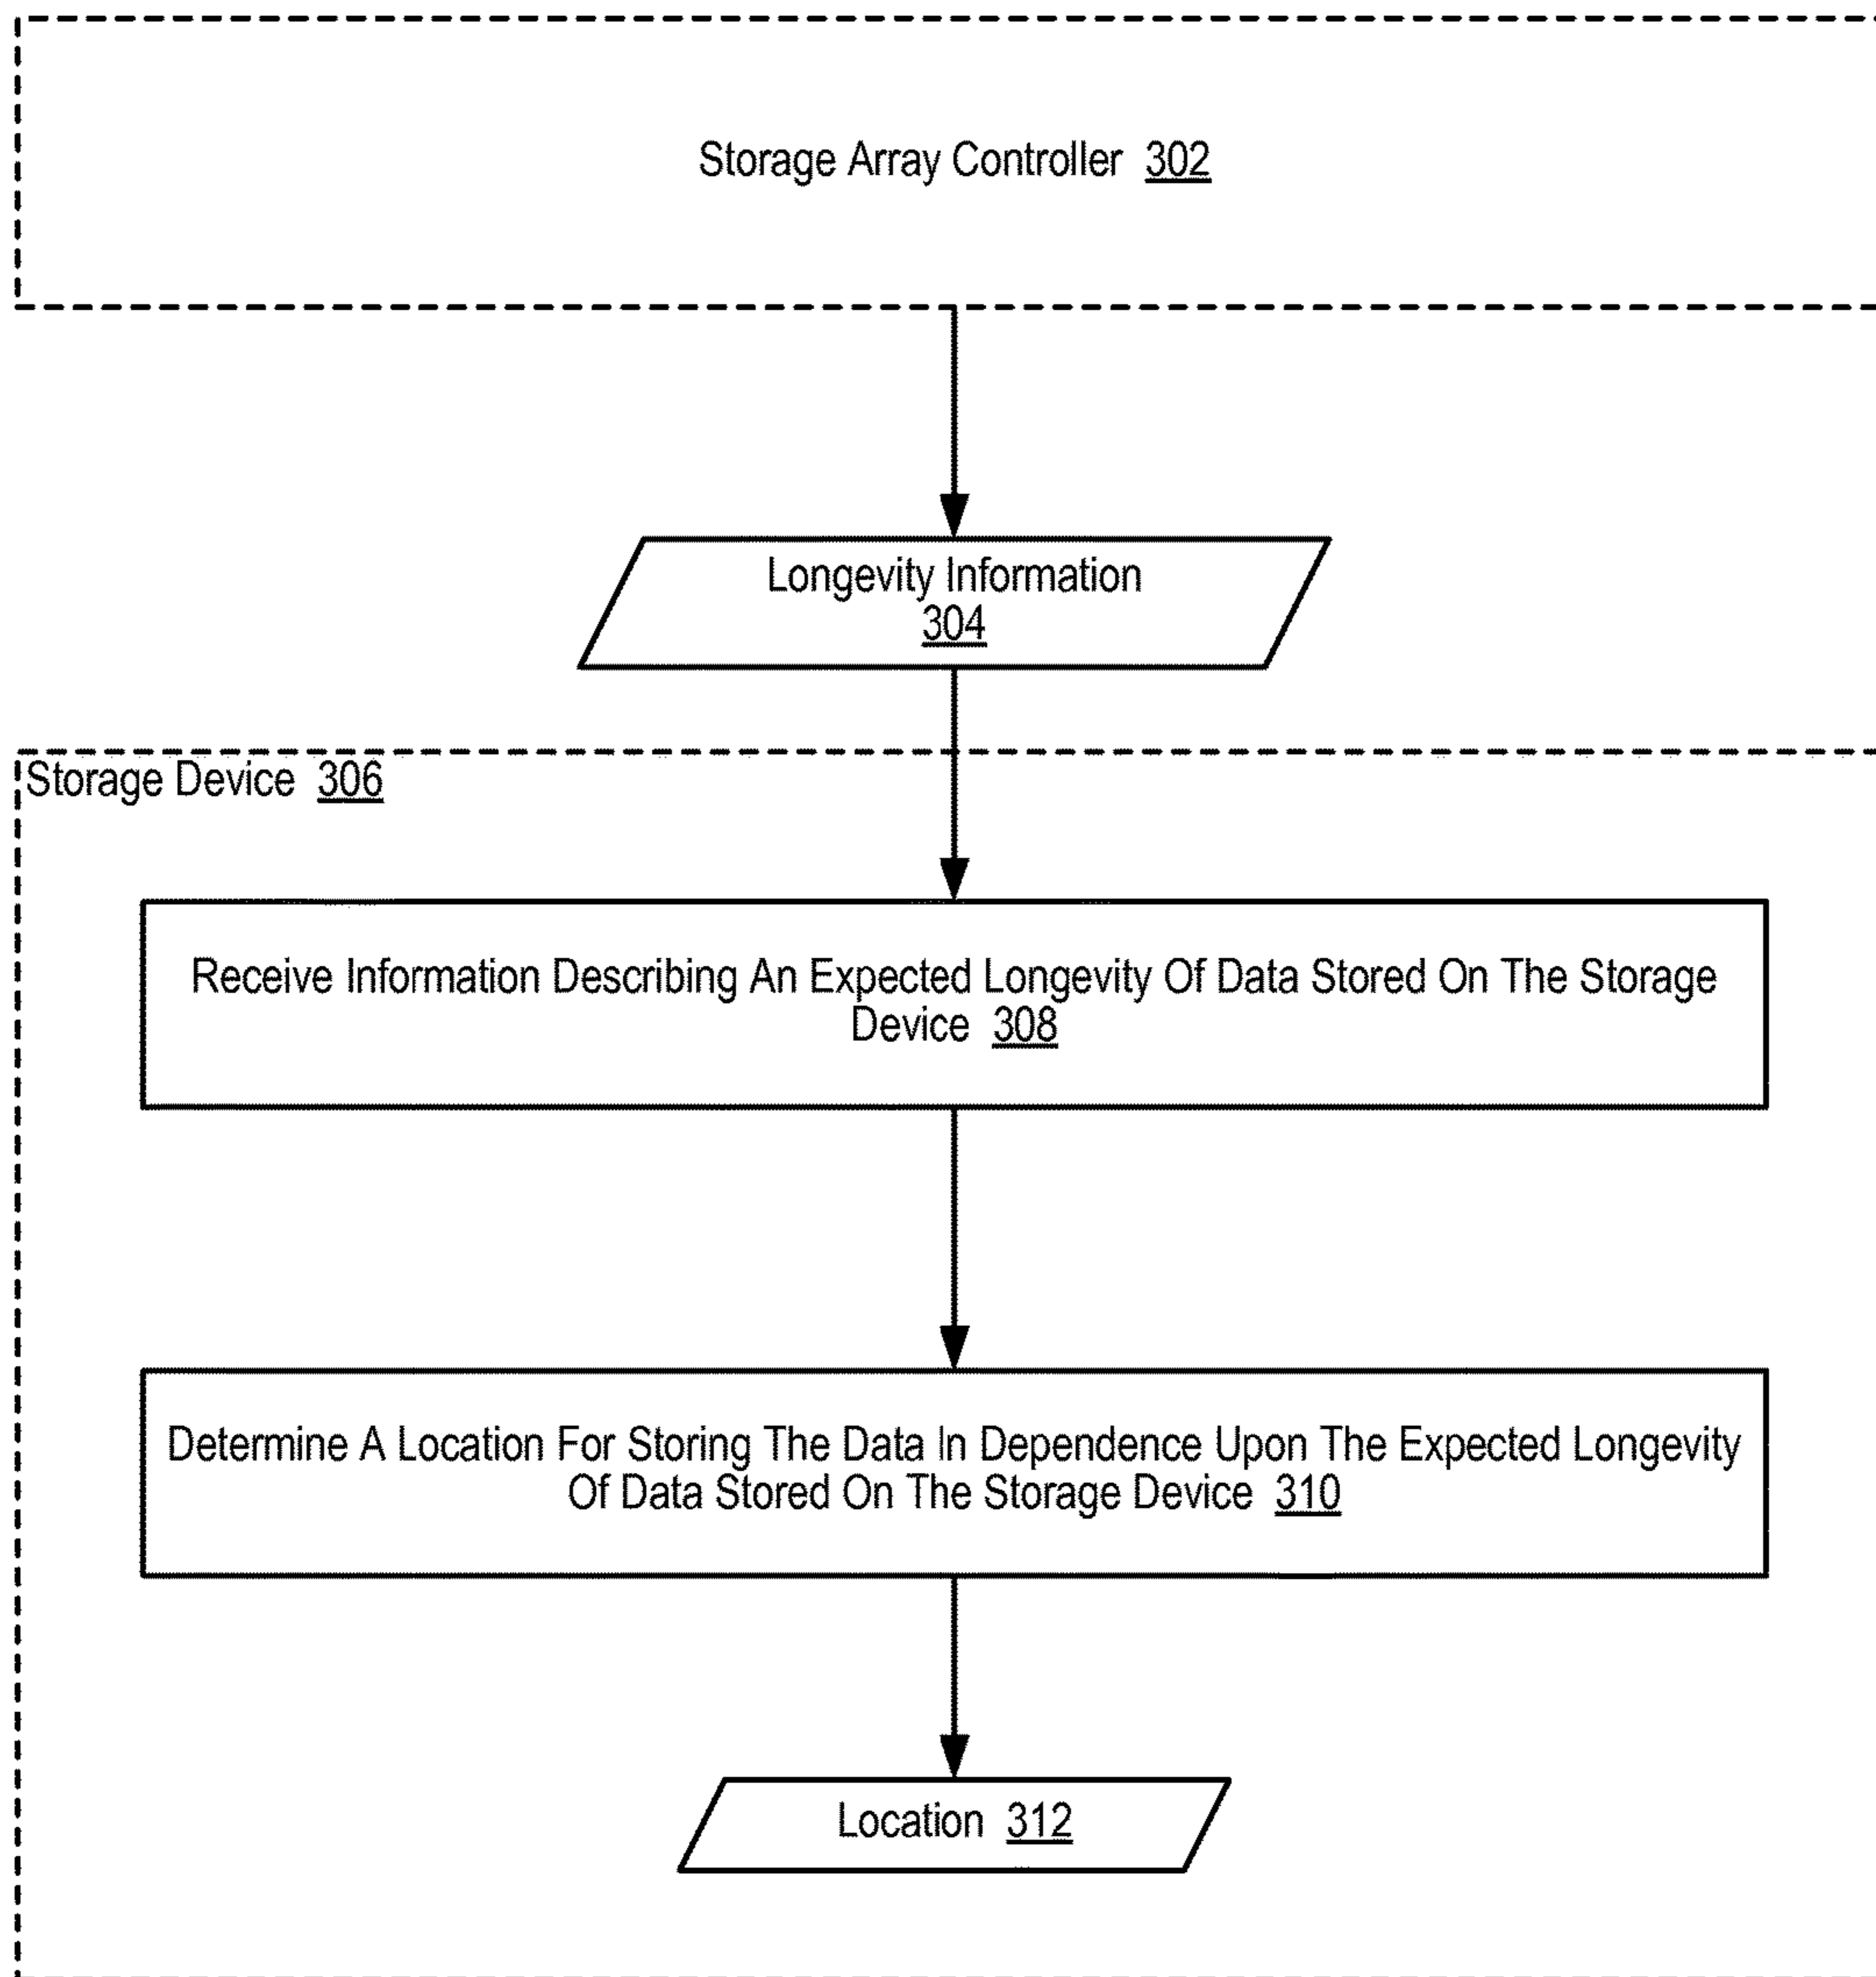 Storage Array Controller 302
Longevity Information
304
Storage Device 306
Receive Information Describing An Expected Longevity Of Data Stored On The Storage
Device 308
Determine A Location For Storing The Data In Dependence Upon The Expected Longevity
Of Data Stored On The Storage Device 310
Location 312